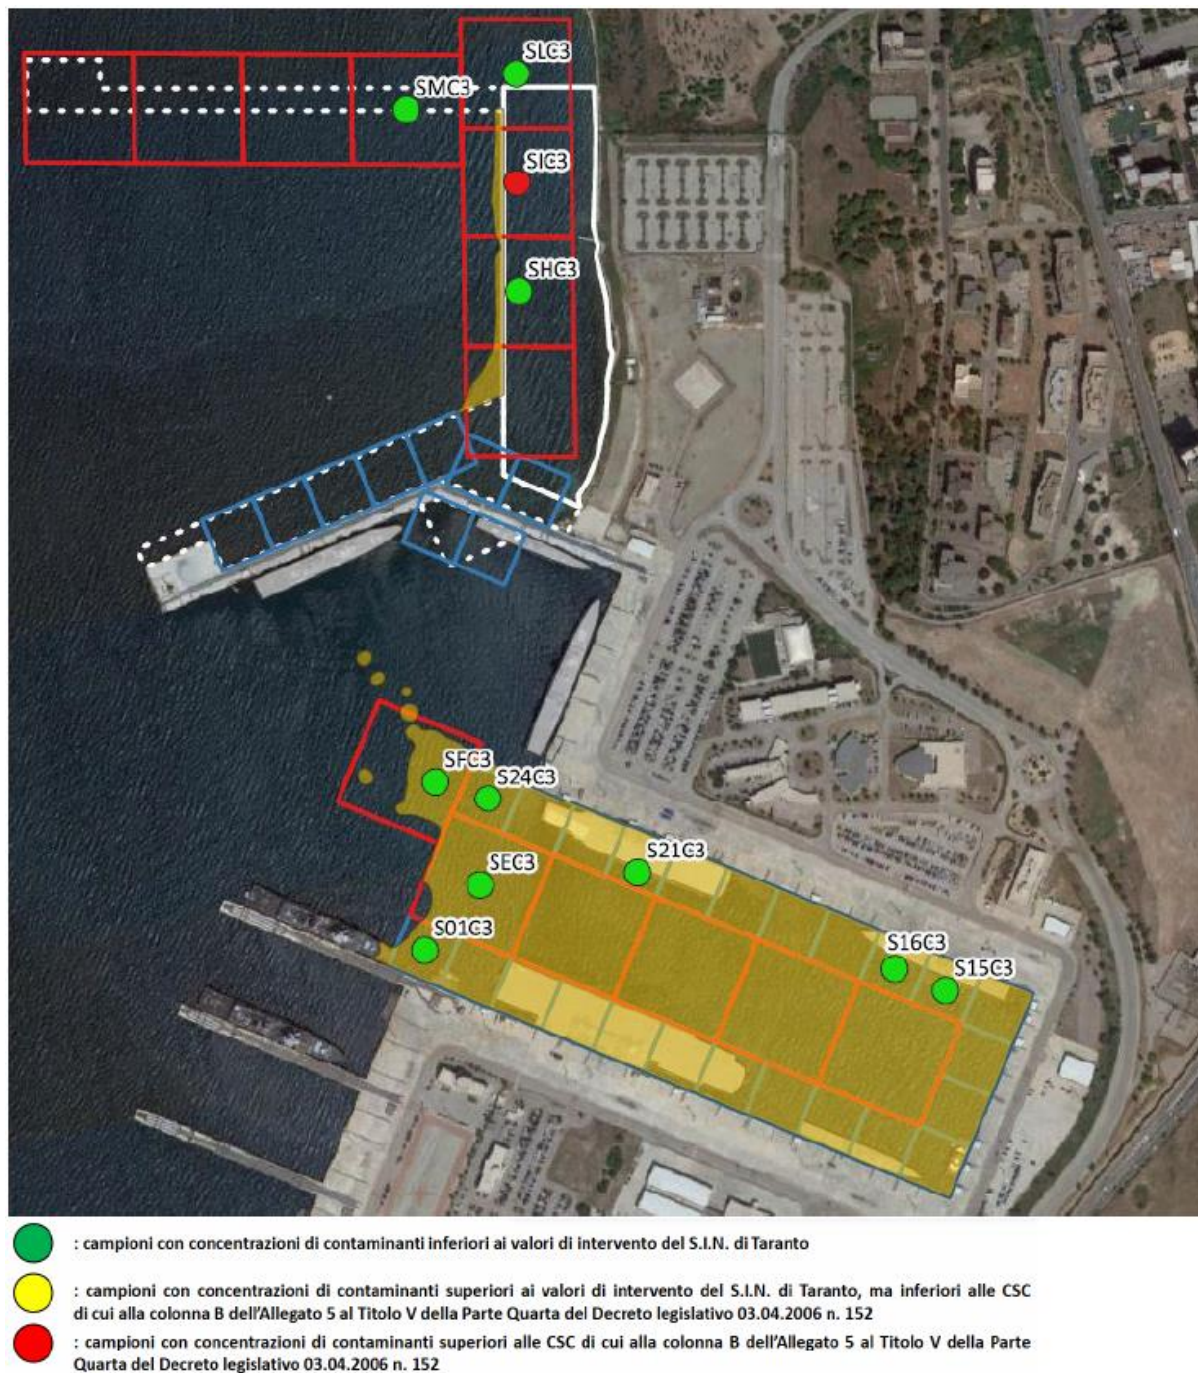 SLC3
SMC3
SIC3
SHC3
SFC3
S24C3
S21C3
SEC3
S01C3
S16C3
S15C3
: campioni con concentrazioni di contaminanti inferiori ai valori di intervento del S.I.N. di Taranto
: campioni con concentrazioni di contaminanti superiori ai valori di intervento del S.I.N. di Taranto, ma inferiori alle CSC
di cui alla colonna B dell'Allegato 5 al Titolo V della Parte Quarta del Decreto legislativo 03.04.2006 n. 152
: campioni con concentrazioni di contaminanti superiori alle CSC di cui alla colonna B dell'Allegato 5 al Titolo V della Parte
Quarta del Decreto legislativo 03.04.2006 n. 152